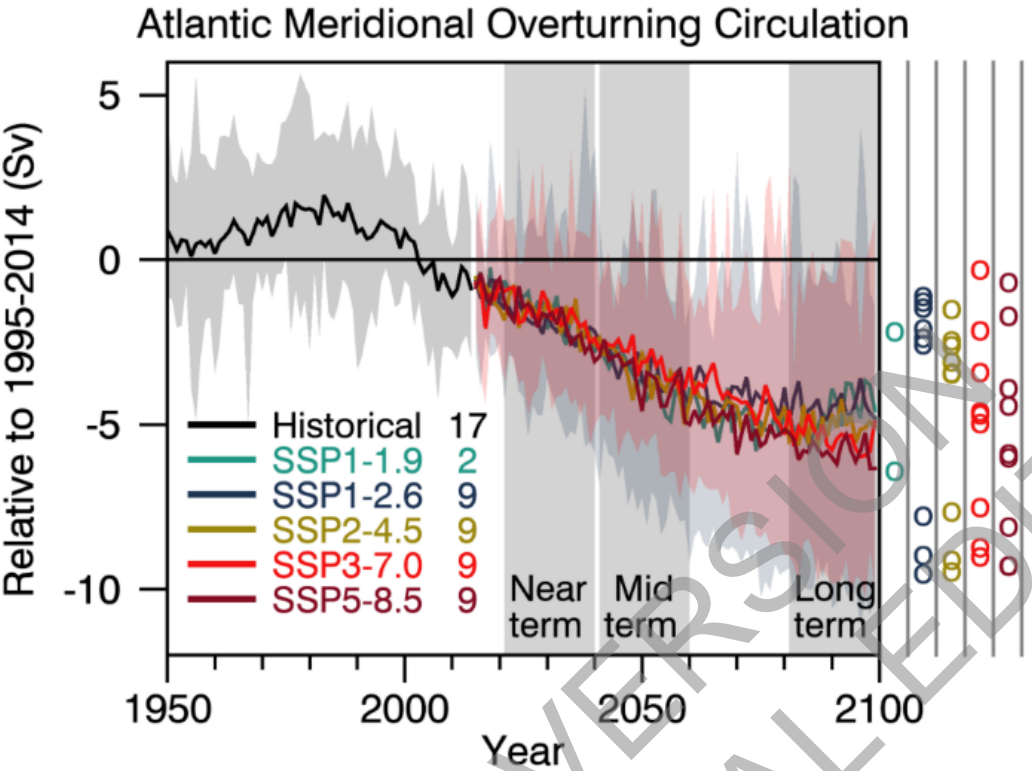 Atlantic Meridional Overturning Circulation
Relative to 1995-2014 (Sv)
5
0
-5
-10
Historical 17
SSP1-1.9 2
SSP1-2.6 9
SSP2-4.5 9
SSP3-7.0 9
SSP5-8.5 9
Near
term
Mid
term
Long
term
1950 2000 2050 2100
Year
VERSION